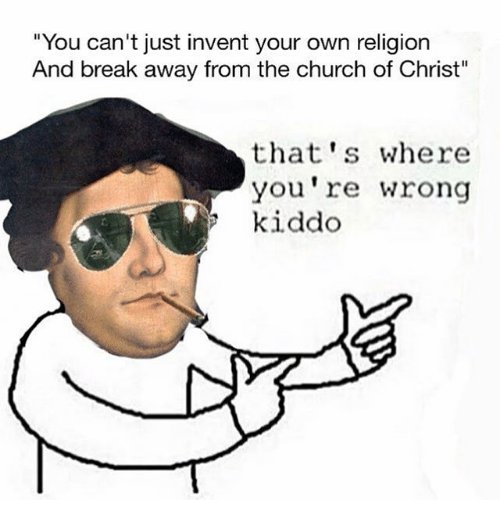 "You can't just invent your own religion
And break away from the church of Christ"
that's where
you're wrong
kiddo